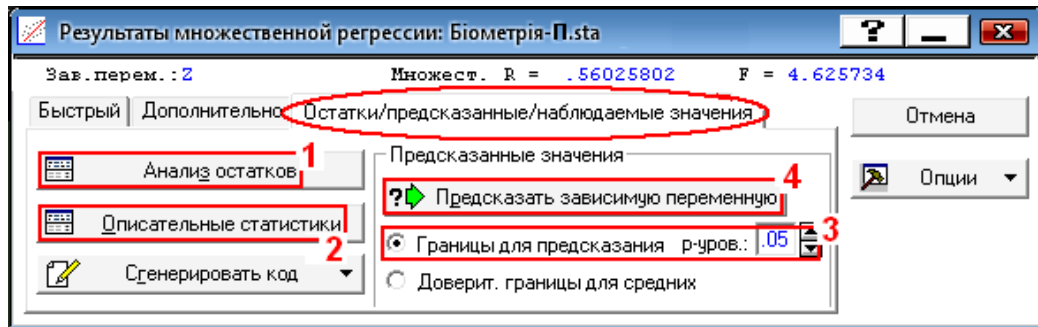 Результаты множественной регрессии: Біометрія-П.sta
Зав.перем.:Z Множест. R = .56025802 F = 4.625734
Быстрый Дополнительно Остатки/предсказанные/наблюдаемые значения
Отмена
Опции
Анализ остатков 1
Описательные статистики 2
Сгенерировать код
Предсказанные значения
? Предсказать зависимую переменную 4
Границы для предсказания р-уров.: .05 3
Доверит. границы для средних